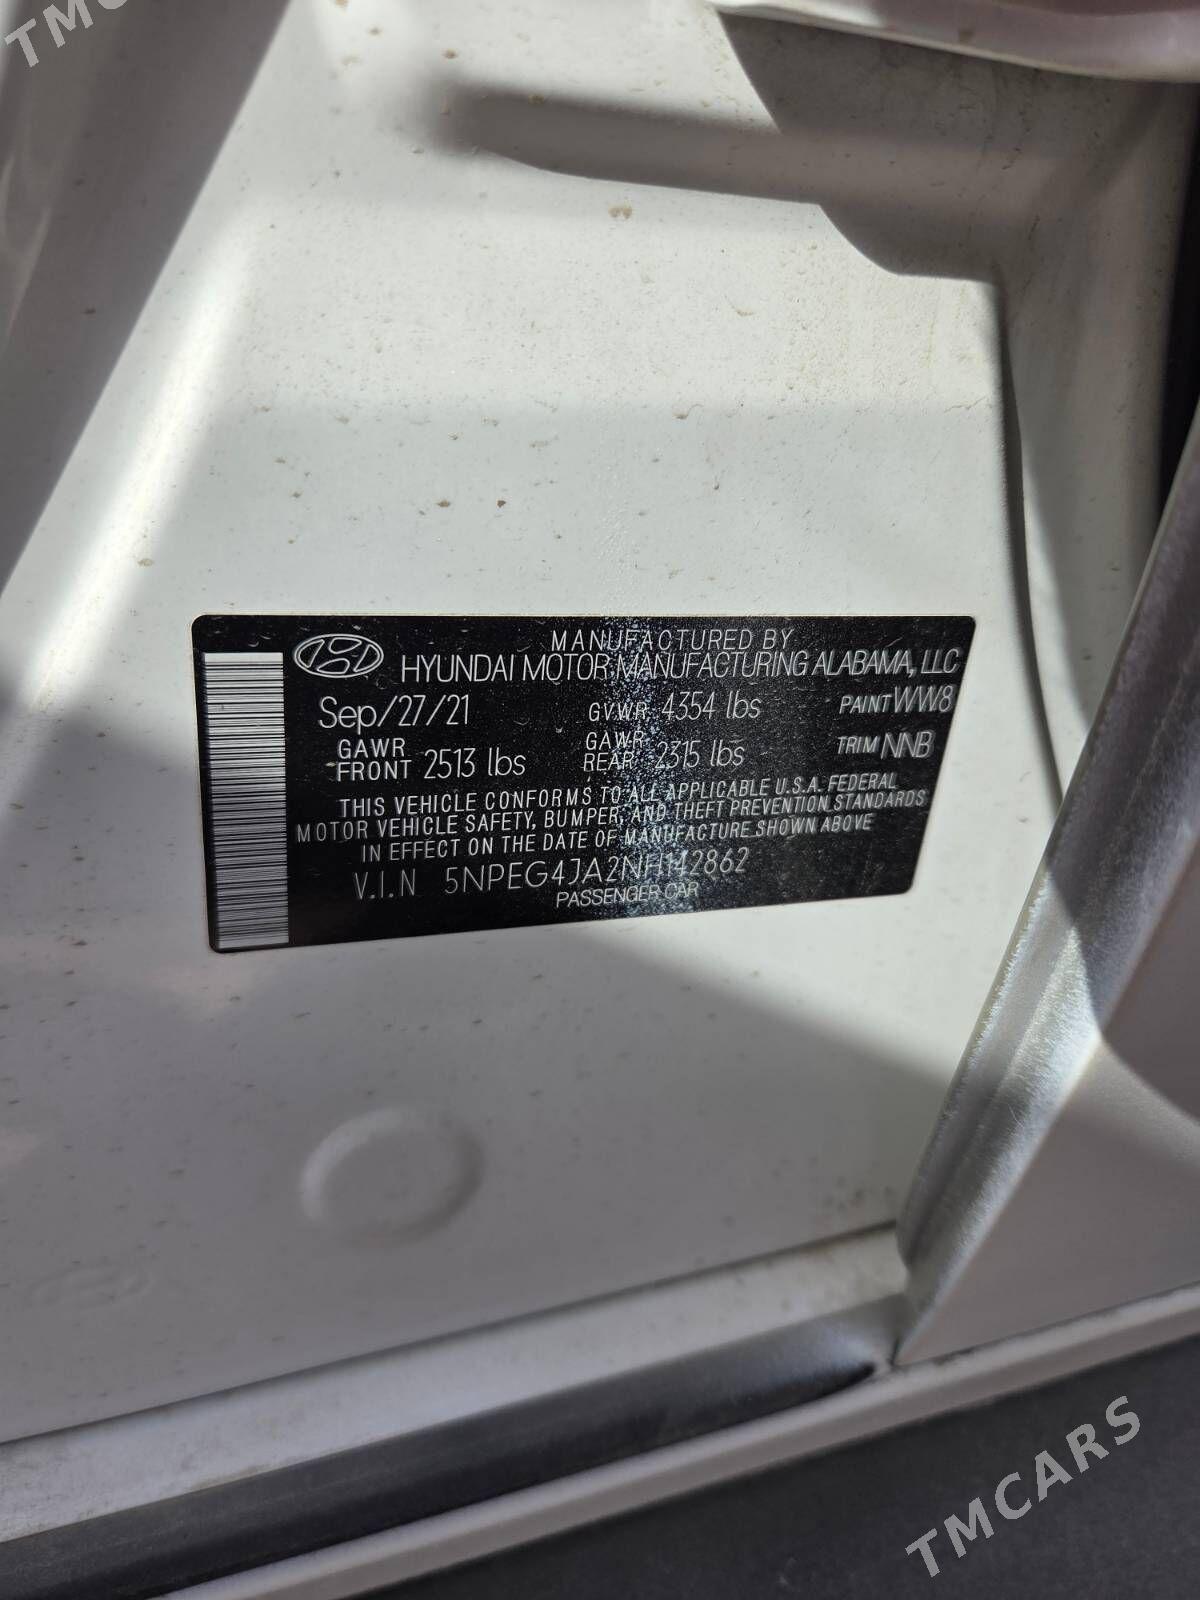 TMC
MANUFACTURED BY
HYUNDAI MOTOR MANUFACTURING ALABAMA, LLC
Sep/27/21 GVWR 4354 lbs PAINT WW8
GAWR FRONT 2513 lbs GAWR REAR 2315 lbs TRIM NNB
THIS VEHICLE CONFORMS TO ALL APPLICABLE U.S.A. FEDERAL
MOTOR VEHICLE SAFETY, BUMPER, AND THEFT PREVENTION STANDARDS
IN EFFECT ON THE DATE OF MANUFACTURE SHOWN ABOVE
V.I.N 5NPEG4JA2NH142862
PASSENGER CAR
TMCARS